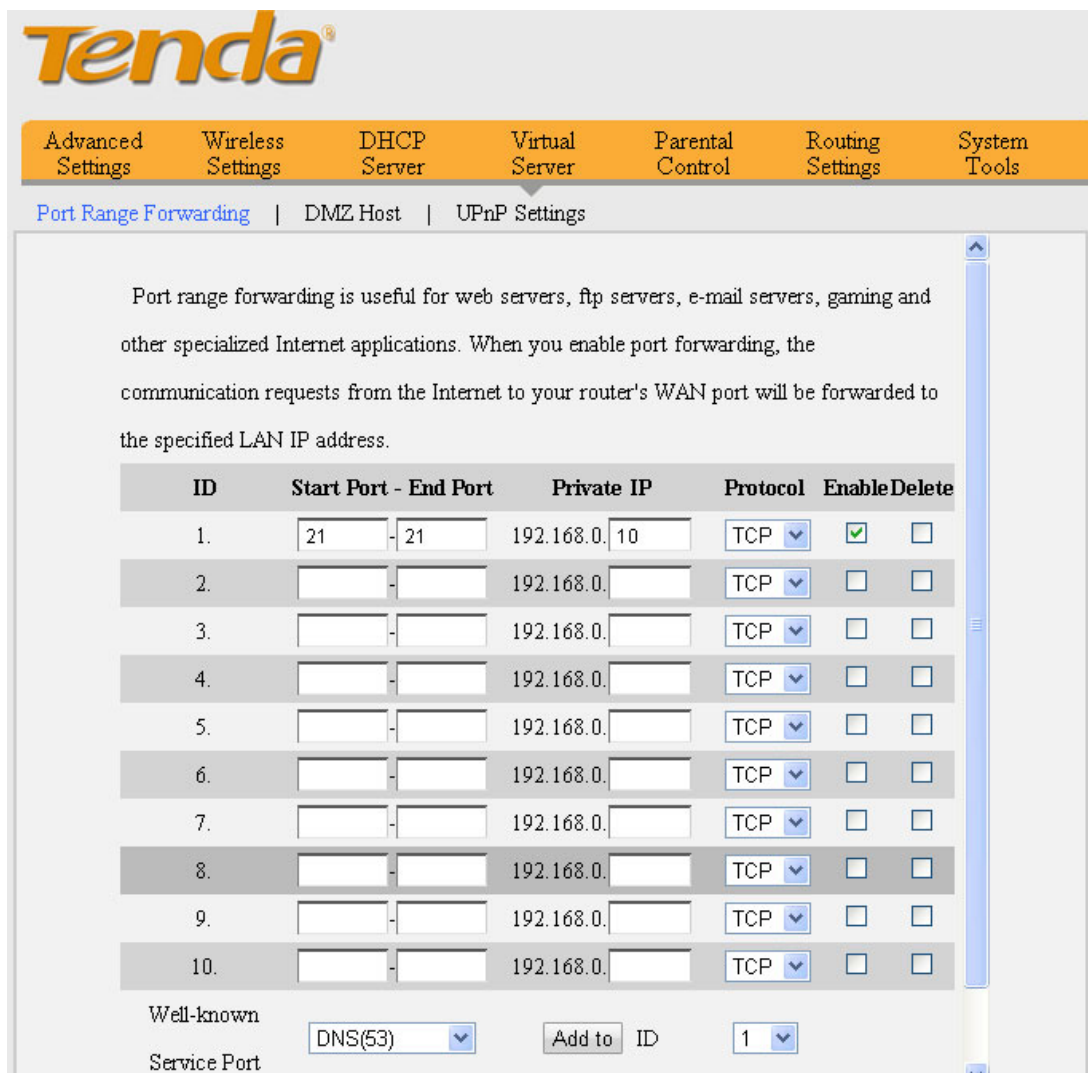 Tenda®
Advanced Settings Wireless Settings DHCP Server Virtual Server Parental Control Routing Settings System Tools
Port Range Forwarding | DMZ Host | UPnP Settings
Port range forwarding is useful for web servers, ftp servers, e-mail servers, gaming and
other specialized Internet applications. When you enable port forwarding, the
communication requests from the Internet to your router's WAN port will be forwarded to
the specified LAN IP address.
ID Start Port - End Port Private IP Protocol Enable Delete
1. 21 - 21 192.168.0. 10 TCP
2. - 192.168.0. TCP
3. - 192.168.0. TCP
4. - 192.168.0. TCP
5. - 192.168.0. TCP
6. - 192.168.0. TCP
7. - 192.168.0. TCP
8. - 192.168.0. TCP
9. - 192.168.0. TCP
10. - 192.168.0. TCP
Well-known Service Port DNS(53) Add to ID 1